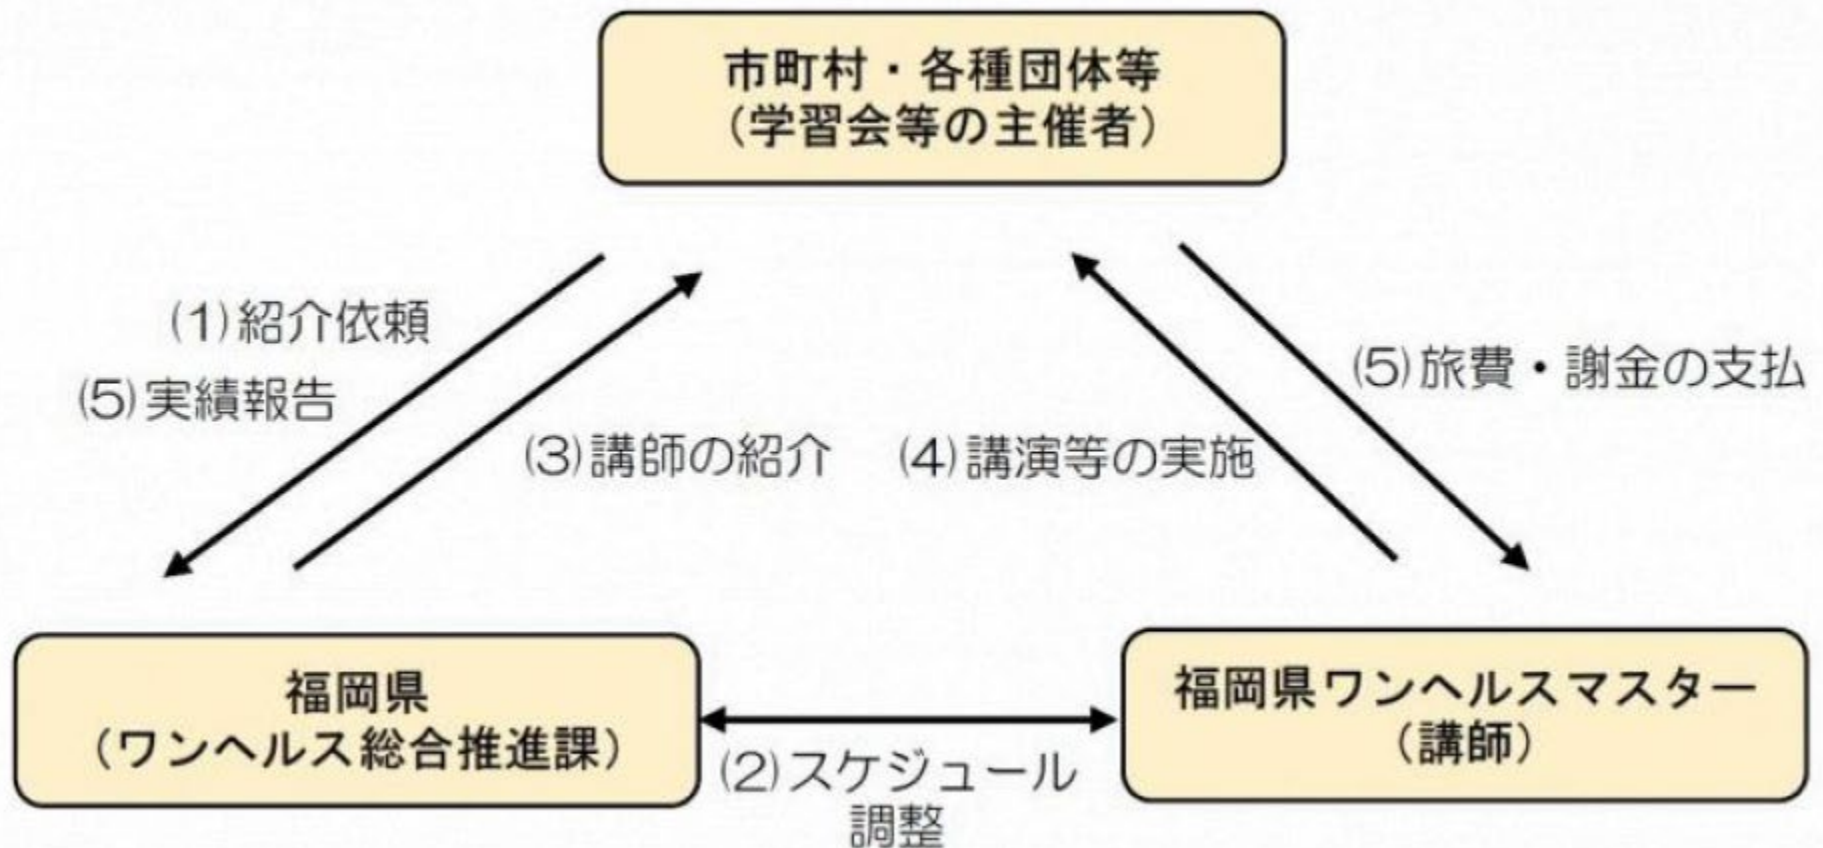 市町村・各種団体等
（学習会等の主催者）
(1)紹介依頼
(5)実績報告
(3)講師の紹介
(4)講演等の実施
(5)旅費・謝金の支払
福岡県
（ワンヘルス総合推進課）
(2)スケジュール
調整
福岡県ワンヘルスマスター
（講師）